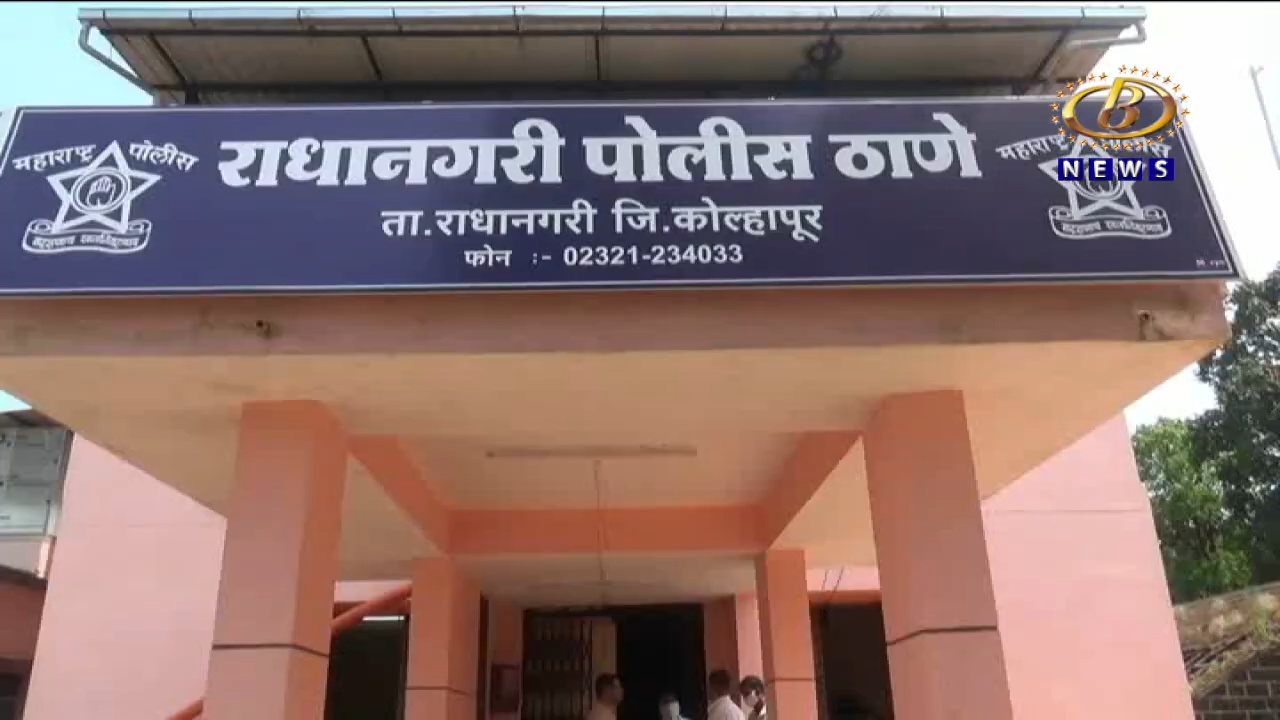 महाराष्ट्र पोलीस
राधानगरी पोलीस ठाणे
ता.राधानगरी जि.कोल्हापूर
फोन :- 02321-234033
महाराष्ट्र
B
NEWS